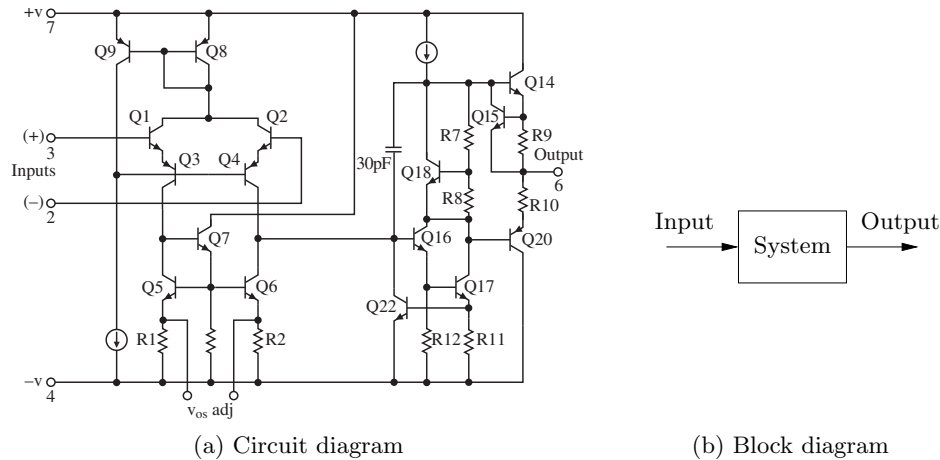 +v
7
Q9
Q8
Q14
Q1
Q2
Q15
(+)
3
R7
R9
Q3
Q4
30pF
Output
Inputs
Q18
6
R8
R10
(–)
2
Q7
Q16
Q20
Q5
Q6
Q17
Q22
R1
R2
R12
R11
–v
4
vos adj
Input
Output
System
(a) Circuit diagram
(b) Block diagram